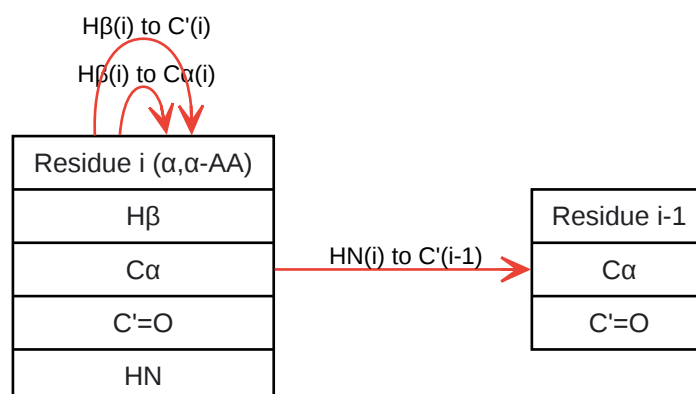 Hβ(i) to C'(i)
Hβ(i) to Cα(i)
Residue i (α,α-AA)
Hβ
Cα
C'=O
HN
HN(i) to C'(i-1)
Residue i-1
Cα
C'=O